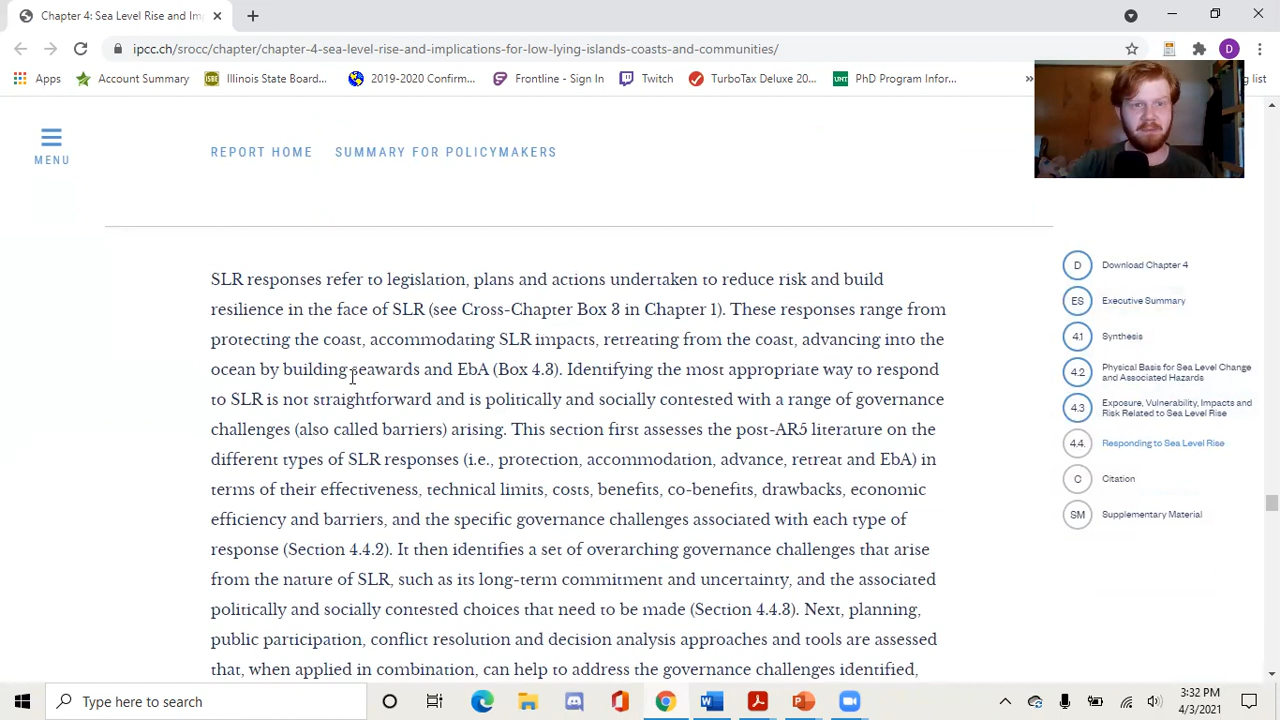 Chapter 4: Sea Level Rise and Im
ipcc.ch/srocc/chapter/chapter-4-sea-level-rise-and-implications-for-low-lying-islands-coasts-and-communities/
D
Apps
Account Summary
ISBE
Illinois State Board...
2019-2020 Confirm...
Frontline - Sign In
Twitch
TurboTax Deluxe 20...
UNT
PhD Program Infor...
»
ng list
MENU
REPORT HOME
SUMMARY FOR POLICYMAKERS
SLR responses refer to legislation, plans and actions undertaken to reduce risk and build
resilience in the face of SLR (see Cross-Chapter Box 3 in Chapter 1). These responses range from
protecting the coast, accommodating SLR impacts, retreating from the coast, advancing into the
ocean by building seawards and EbA (Box 4.3). Identifying the most appropriate way to respond
to SLR is not straightforward and is politically and socially contested with a range of governance
challenges (also called barriers) arising. This section first assesses the post-AR5 literature on the
different types of SLR responses (i.e., protection, accommodation, advance, retreat and EbA) in
terms of their effectiveness, technical limits, costs, benefits, co-benefits, drawbacks, economic
efficiency and barriers, and the specific governance challenges associated with each type of
response (Section 4.4.2). It then identifies a set of overarching governance challenges that arise
from the nature of SLR, such as its long-term commitment and uncertainty, and the associated
politically and socially contested choices that need to be made (Section 4.4.3). Next, planning,
public participation, conflict resolution and decision analysis approaches and tools are assessed
that, when applied in combination, can help to address the governance challenges identified,
D Download Chapter 4
ES Executive Summary
4.1 Synthesis
4.2 Physical Basis for Sea Level Change
and Associated Hazards
4.3 Exposure, Vulnerability, Impacts and
Risk Related to Sea Level Rise
4.4. Responding to Sea Level Rise
C Citation
SM Supplementary Material
Type here to search
3:32 PM
4/3/2021